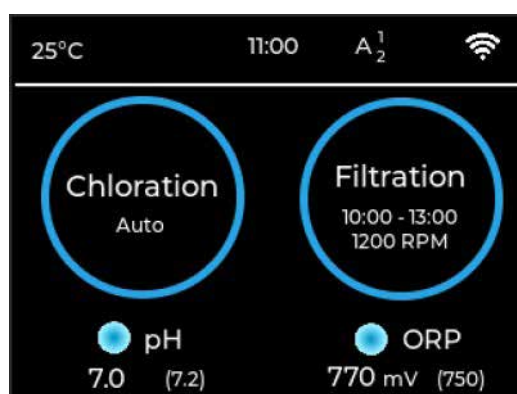 25°C 11:00 A 1 2
Chloration
Auto
Filtration
10:00 - 13:00
1200 RPM
pH
7.0 (7.2)
ORP
770 mV (750)